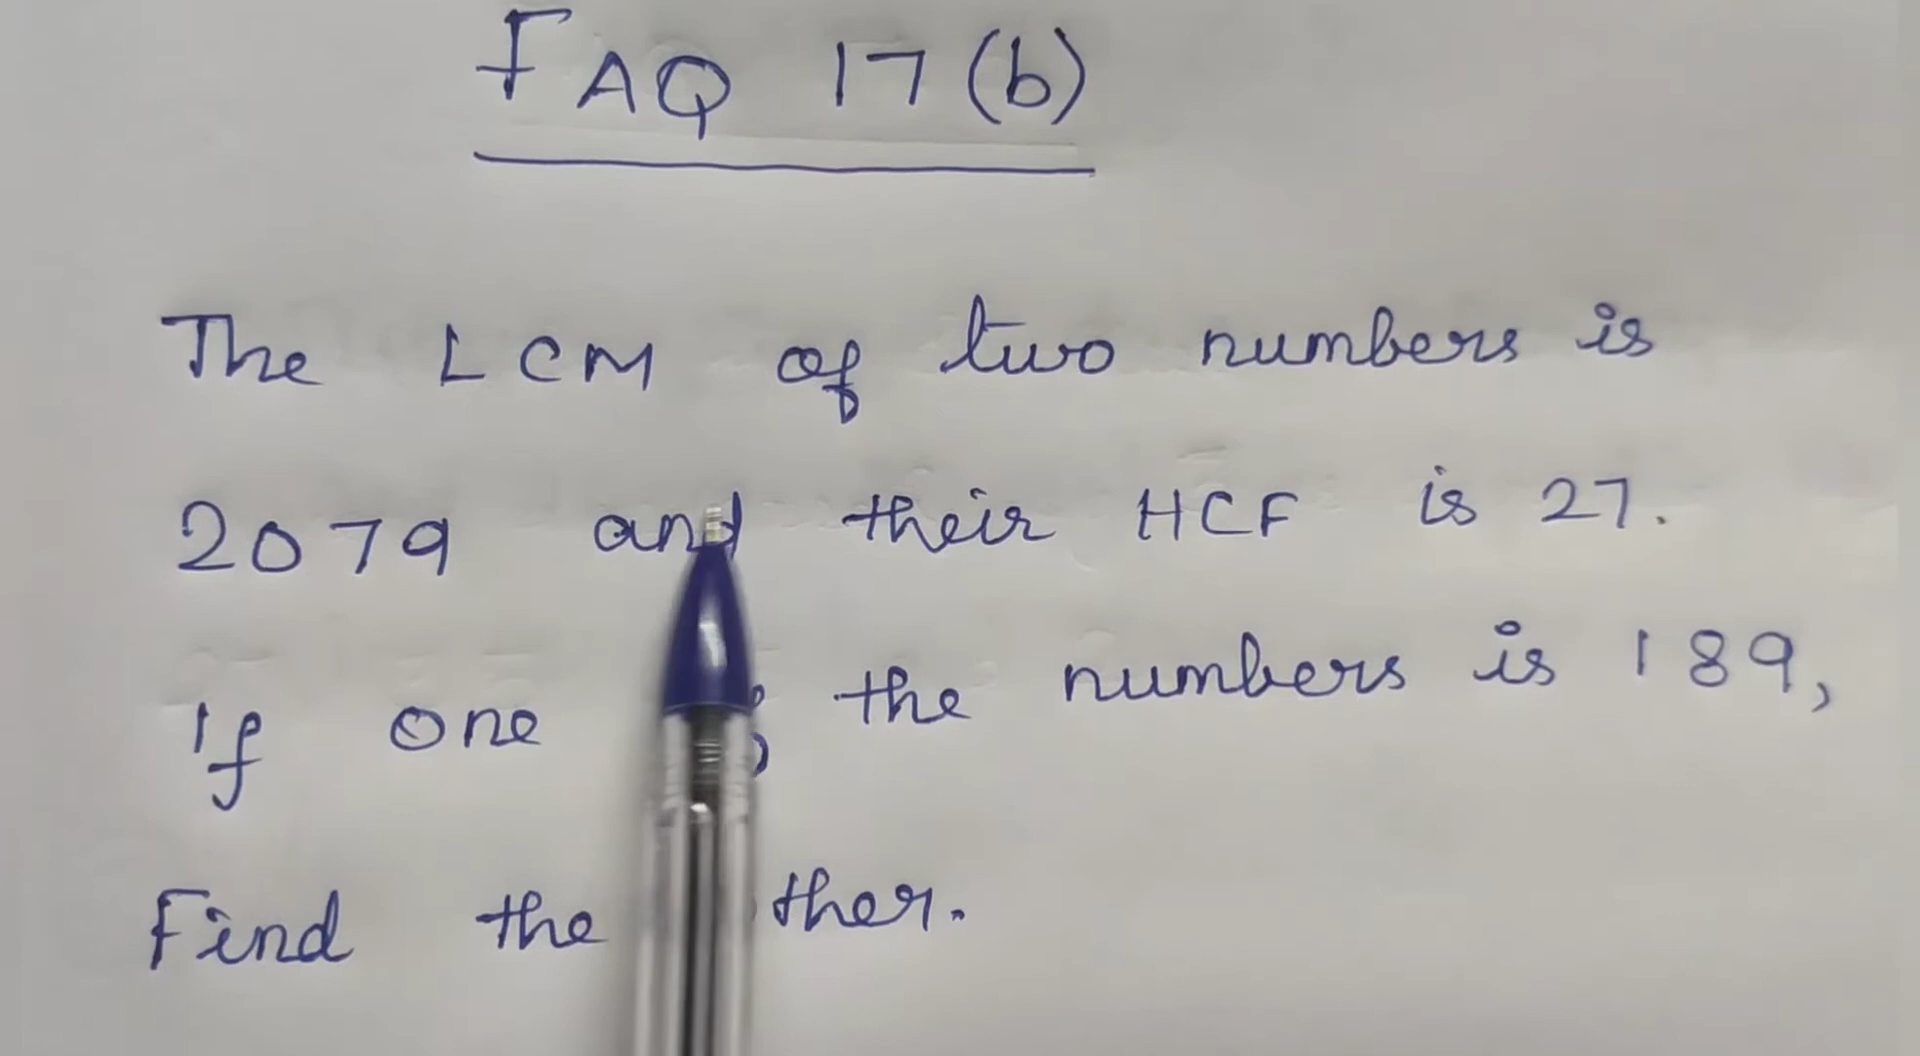 FAQ 17 (b)
The LCM of two numbers is
2079 and their HCF is 27.
If one the numbers is 189,
Find the ther.